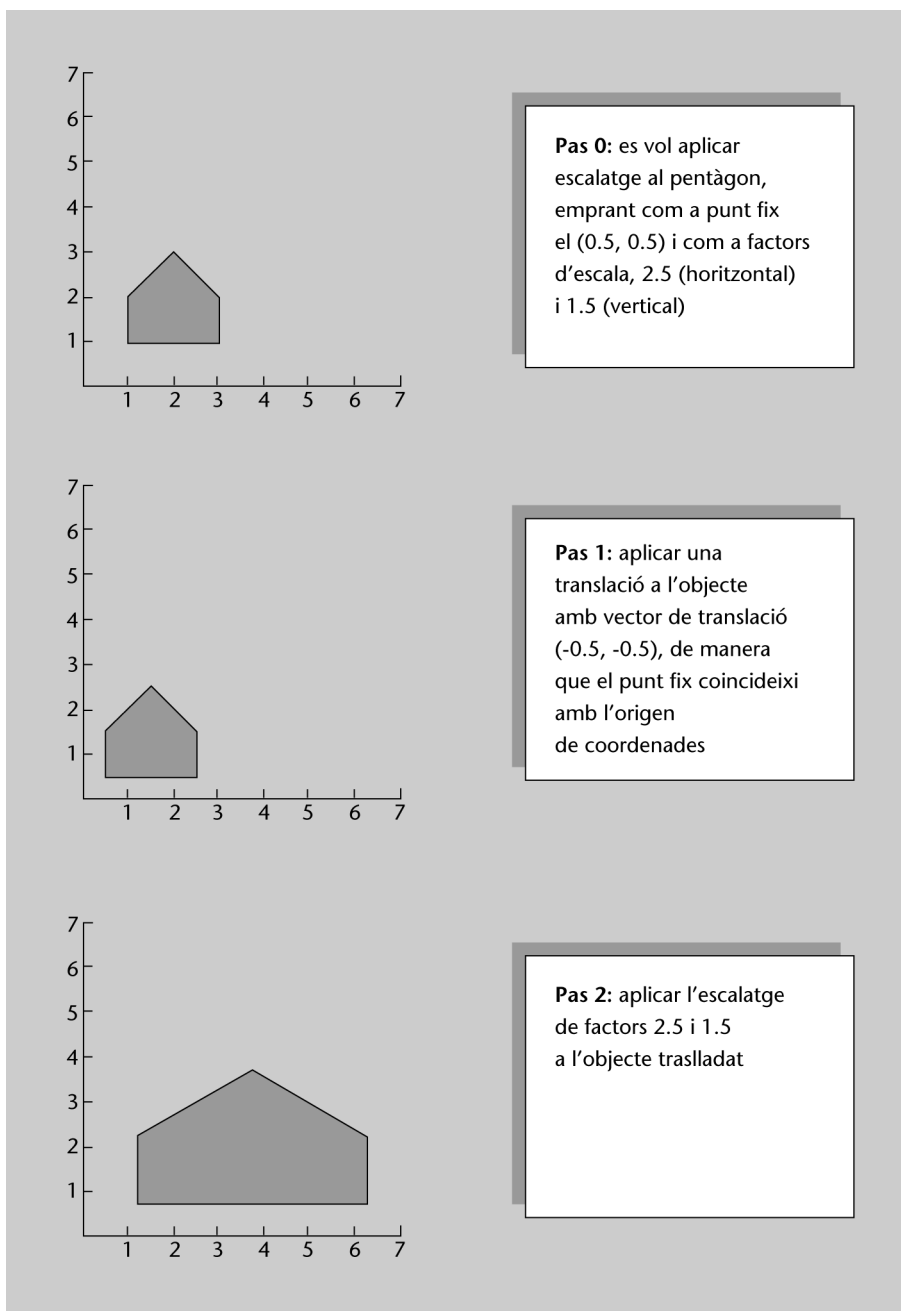 7
6
5
4
3
2
1
1 2 3 4 5 6 7
Pas 0: es vol aplicar
escalatge al pentàgon,
emprant com a punt fix
el (0.5, 0.5) i com a factors
d’escala, 2.5 (horitzontal)
i 1.5 (vertical)
7
6
5
4
3
2
1
1 2 3 4 5 6 7
Pas 1: aplicar una
translació a l’objecte
amb vector de translació
(-0.5, -0.5), de manera
que el punt fix coincideixi
amb l’origen
de coordenades
7
6
5
4
3
2
1
1 2 3 4 5 6 7
Pas 2: aplicar l’escalatge
de factors 2.5 i 1.5
a l’objecte traslladat